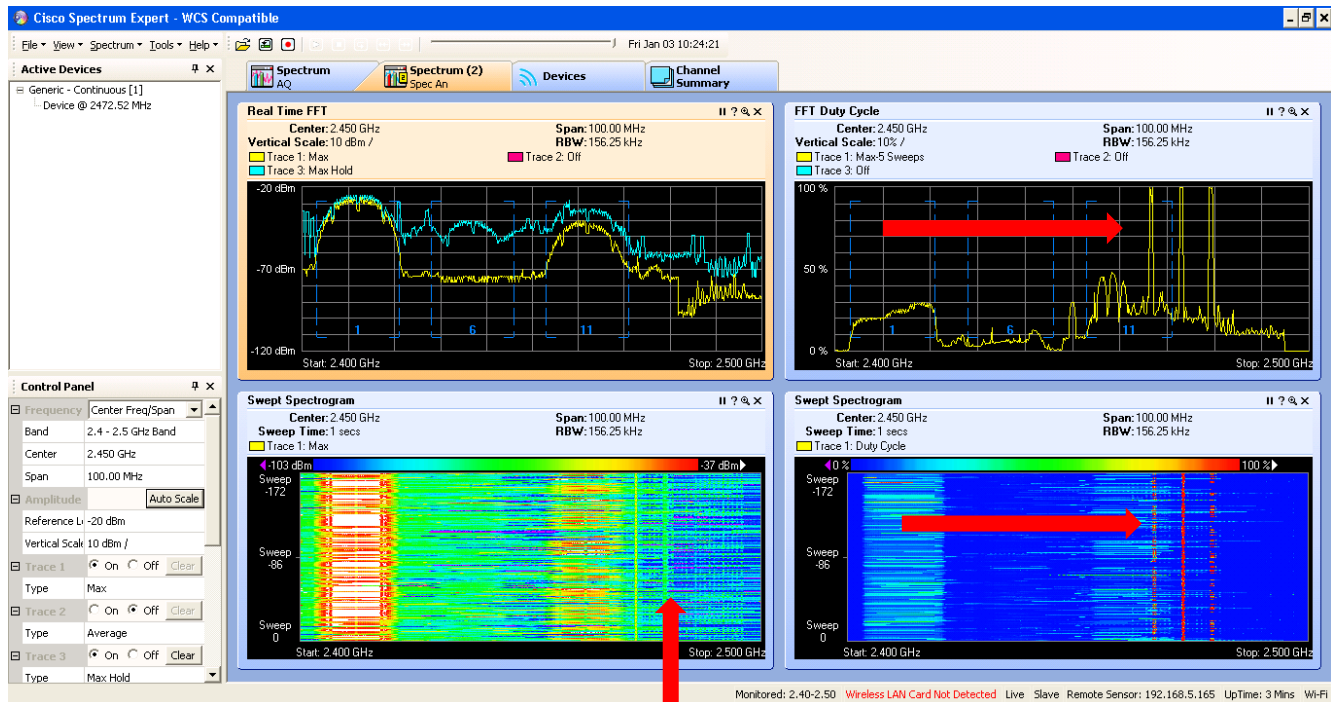 Cisco Spectrum Expert - WCS Compatible
File View Spectrum Tools Help
Fri Jan 03 10:24:21
Active Devices
Generic - Continuous [1]
Device @ 2472.52 MHz
Spectrum AQ
Spectrum (2) Spec An
Devices
Channel Summary
Real Time FFT
Center: 2.450 GHz Span: 100.00 MHz
Vertical Scale: 10 dBm / RBW: 156.25 kHz
Trace 1: Max Trace 2: Off
Trace 3: Max Hold
-20 dBm
-70 dBm
1 6 11
-120 dBm
Start: 2.400 GHz Stop: 2.500 GHz
FFT Duty Cycle
Center: 2.450 GHz Span: 100.00 MHz
Vertical Scale: 10% / RBW: 156.25 kHz
Trace 1: Max-5 Sweeps Trace 2: Off
Trace 3: Off
100 %
50 %
1 6 11
0 %
Start: 2.400 GHz Stop: 2.500 GHz
Control Panel
Frequency Center Freq/Span
Band 2.4 - 2.5 GHz Band
Center 2.450 GHz
Span 100.00 MHz
Amplitude Auto Scale
Reference L -20 dBm
Vertical Scale 10 dBm /
Trace 1 On Off Clear
Type Max
Trace 2 On Off Clear
Type Average
Trace 3 On Off Clear
Type Max Hold
Swept Spectrogram
Center: 2.450 GHz Span: 100.00 MHz
Sweep Time: 1 secs RBW: 156.25 kHz
Trace 1: Max
-103 dBm -37 dBm
Sweep
-172
Sweep
-86
Sweep
0
Start: 2.400 GHz Stop: 2.500 GHz
Swept Spectrogram
Center: 2.450 GHz Span: 100.00 MHz
Sweep Time: 1 secs RBW: 156.25 kHz
Trace 1: Duty Cycle
0 % 100 %
Sweep
-172
Sweep
-86
Sweep
0
Start: 2.400 GHz Stop: 2.500 GHz
Monitored: 2.40-2.50 Wireless LAN Card Not Detected Live Slave Remote Sensor: 192.168.5.165 UpTime: 3 Mins Wi-Fi